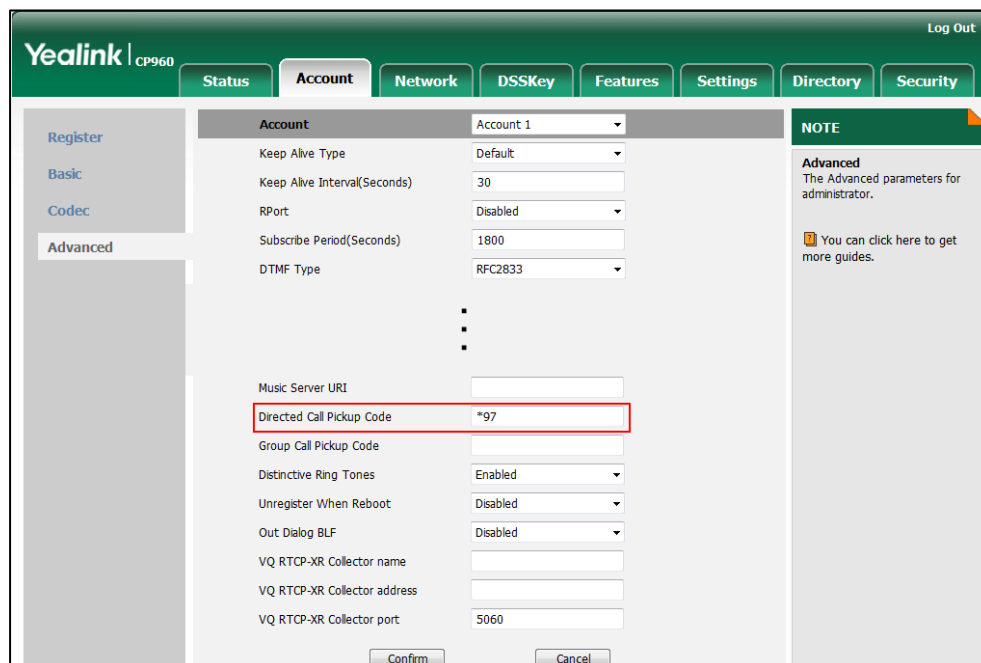 Log Out
Yealink CP960
Status Account Network DSSKey Features Settings Directory Security
Register
Basic
Codec
Advanced
Account Account 1
Keep Alive Type Default
Keep Alive Interval(Seconds) 30
RPort Disabled
Subscribe Period(Seconds) 1800
DTMF Type RFC2833
Music Server URI
Directed Call Pickup Code *97
Group Call Pickup Code
Distinctive Ring Tones Enabled
Unregister When Reboot Disabled
Out Dialog BLF Disabled
VQ RTCP-XR Collector name
VQ RTCP-XR Collector address
VQ RTCP-XR Collector port 5060
Confirm Cancel
NOTE
Advanced
The Advanced parameters for
administrator.
? You can click here to get
more guides.